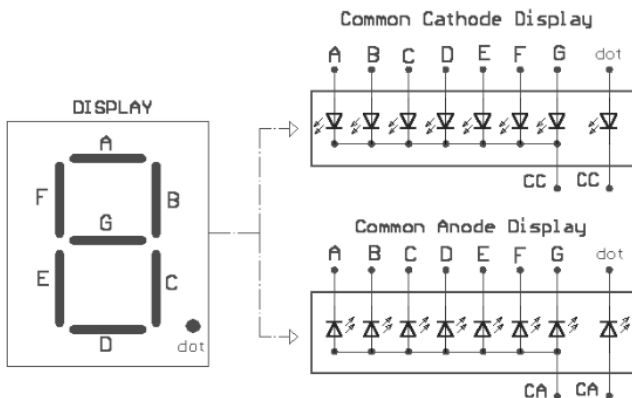 Common Cathode Display
A B C D E F G dot
CC CC
DISPLAY
A
F
B
G
E
C
D
dot
Common Anode Display
A B C D E F G dot
CA CA